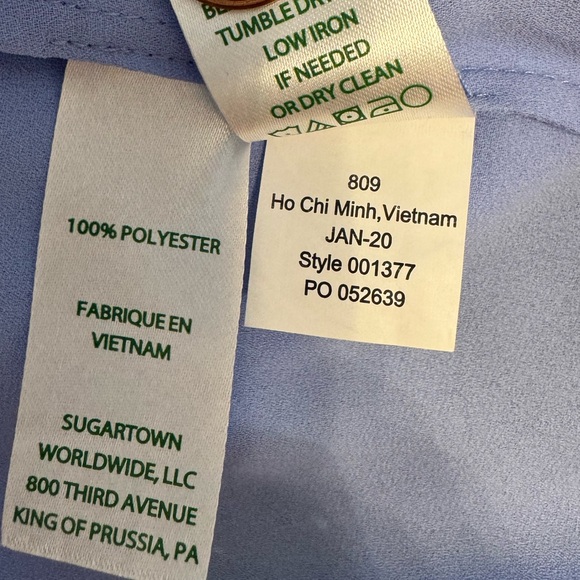 TUMBLE DRY
LOW IRON
IF NEEDED
OR DRY CLEAN
809
Ho Chi Minh,Vietnam
JAN-20
Style 001377
PO 052639
100% POLYESTER
FABRIQUE EN
VIETNAM
SUGARTOWN
WORLDWIDE, LLC
800 THIRD AVENUE
KING OF PRUSSIA, PA